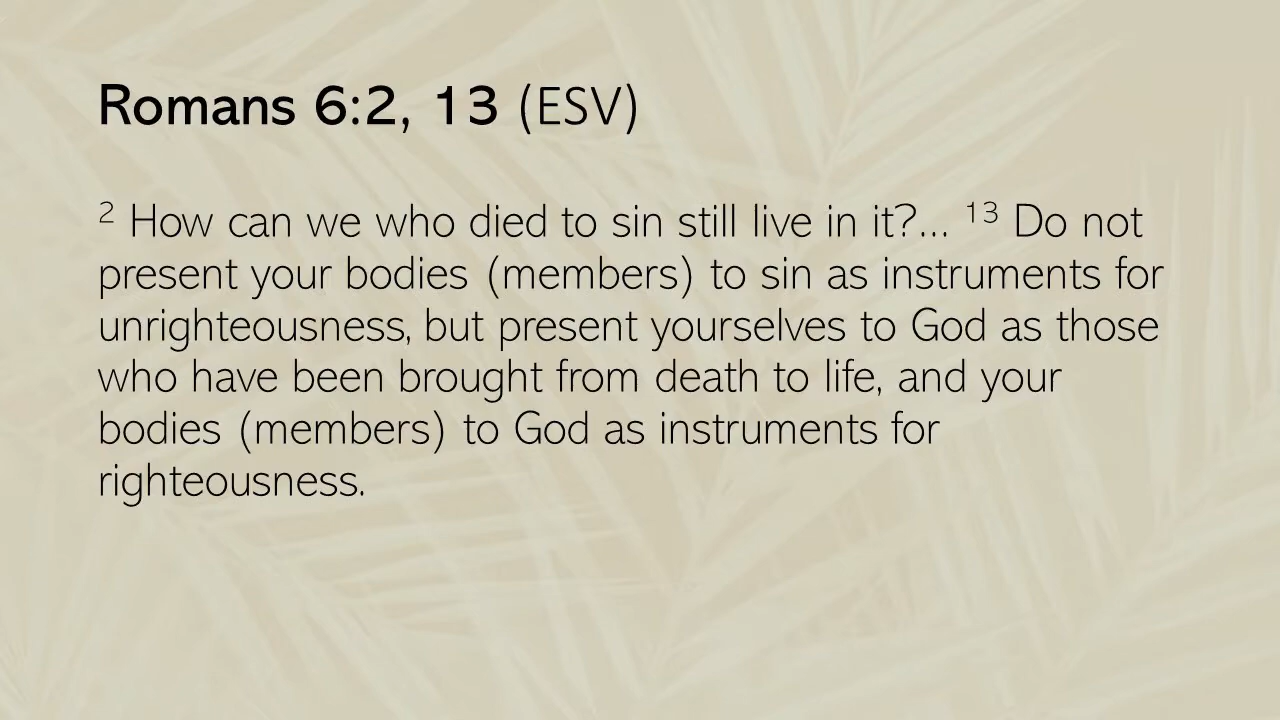 Romans 6:2, 13 (ESV)
2 How can we who died to sin still live in it?... 13 Do not
present your bodies (members) to sin as instruments for
unrighteousness, but present yourselves to God as those
who have been brought from death to life, and your
bodies (members) to God as instruments for
righteousness.